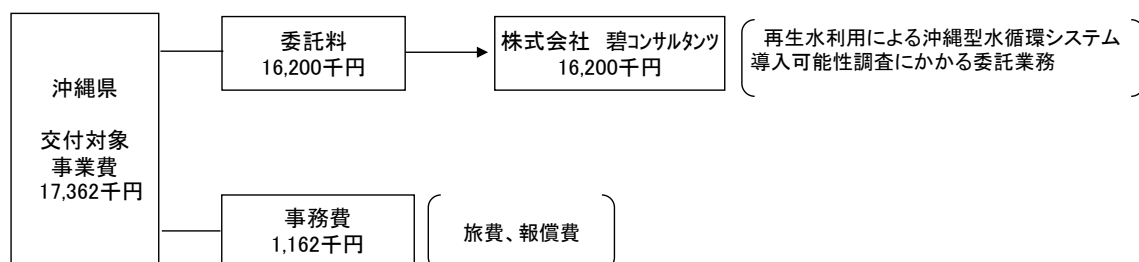 沖縄県
交付対象
事業費
17,362千円
委託料
16,200千円
株式会社 碧コンサルタンツ
16,200千円
再生水利用による沖縄型水循環システム
導入可能性調査にかかる委託業務
事務費
1,162千円
旅費、報償費